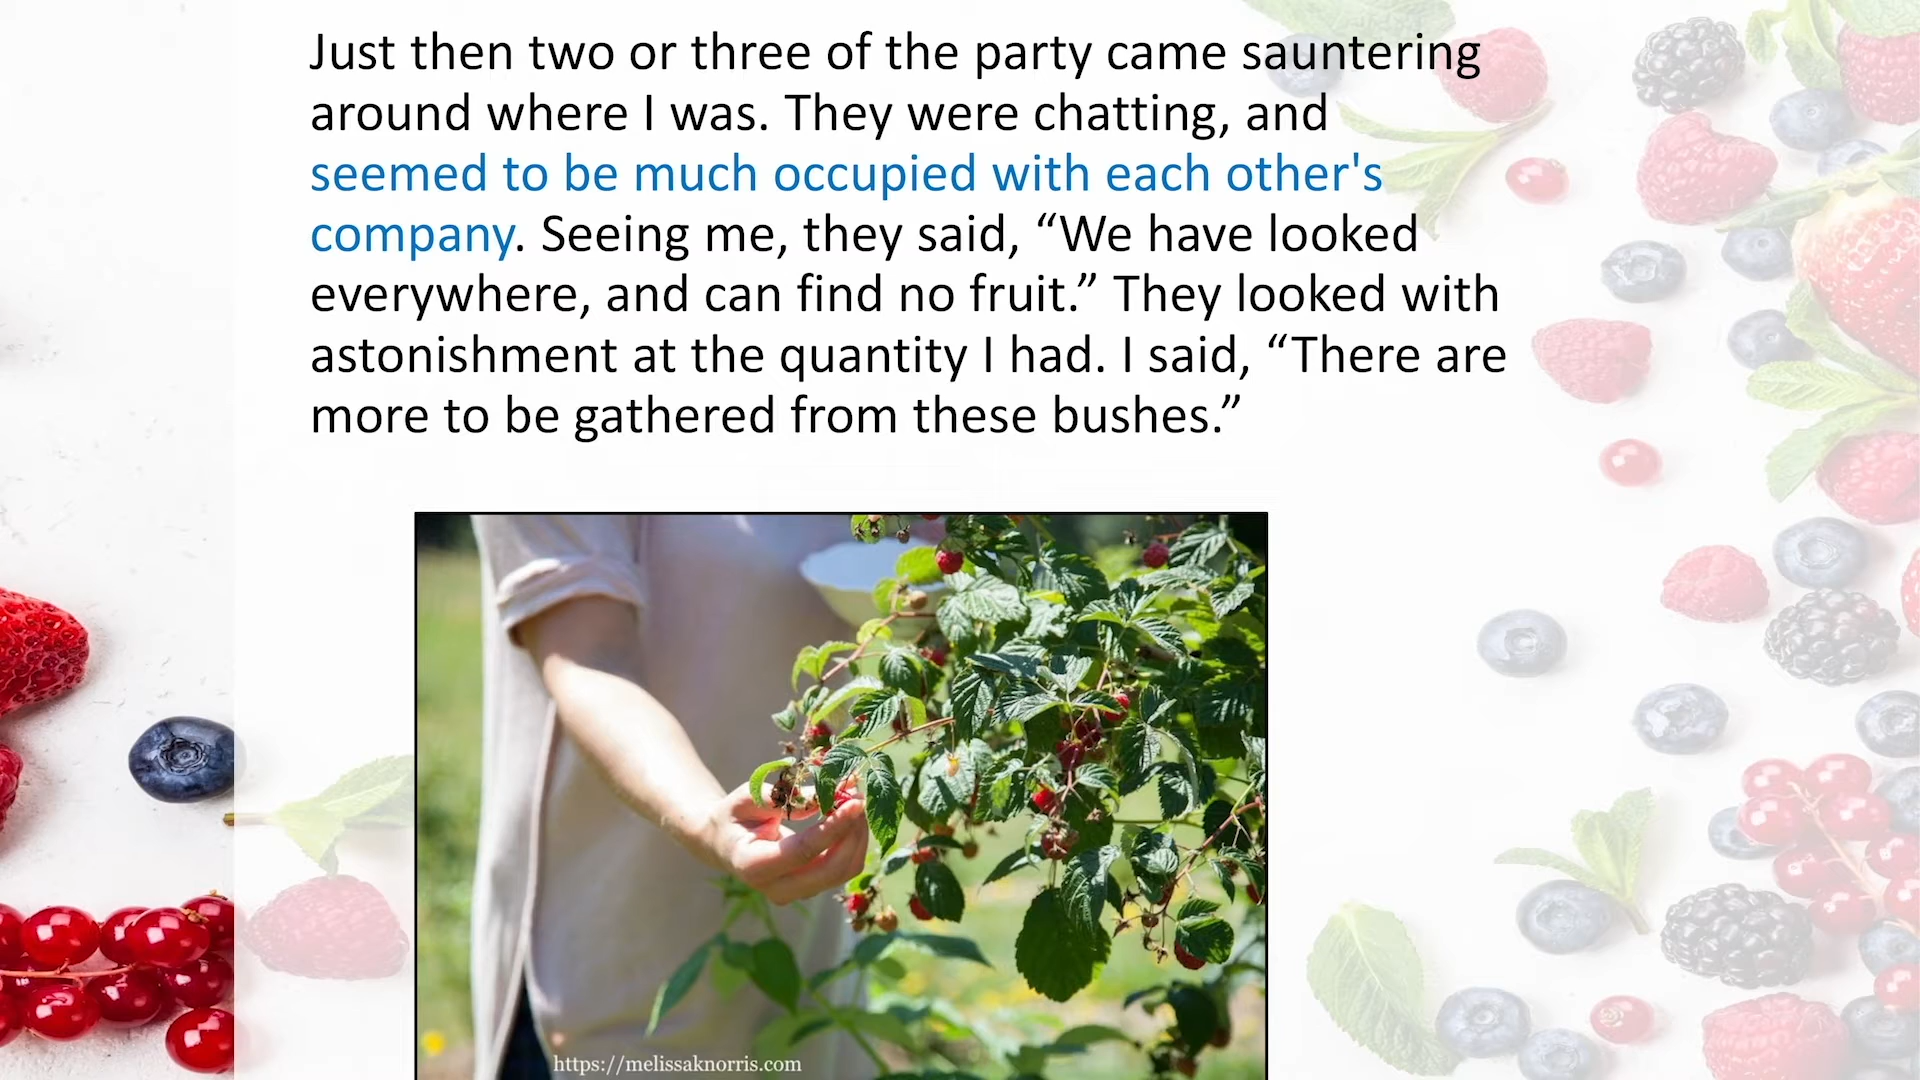 Just then two or three of the party came sauntering
around where I was. They were chatting, and
seemed to be much occupied with each other's
company. Seeing me, they said, “We have looked
everywhere, and can find no fruit.” They looked with
astonishment at the quantity I had. I said, “There are
more to be gathered from these bushes.”
https://melissaknorris.com